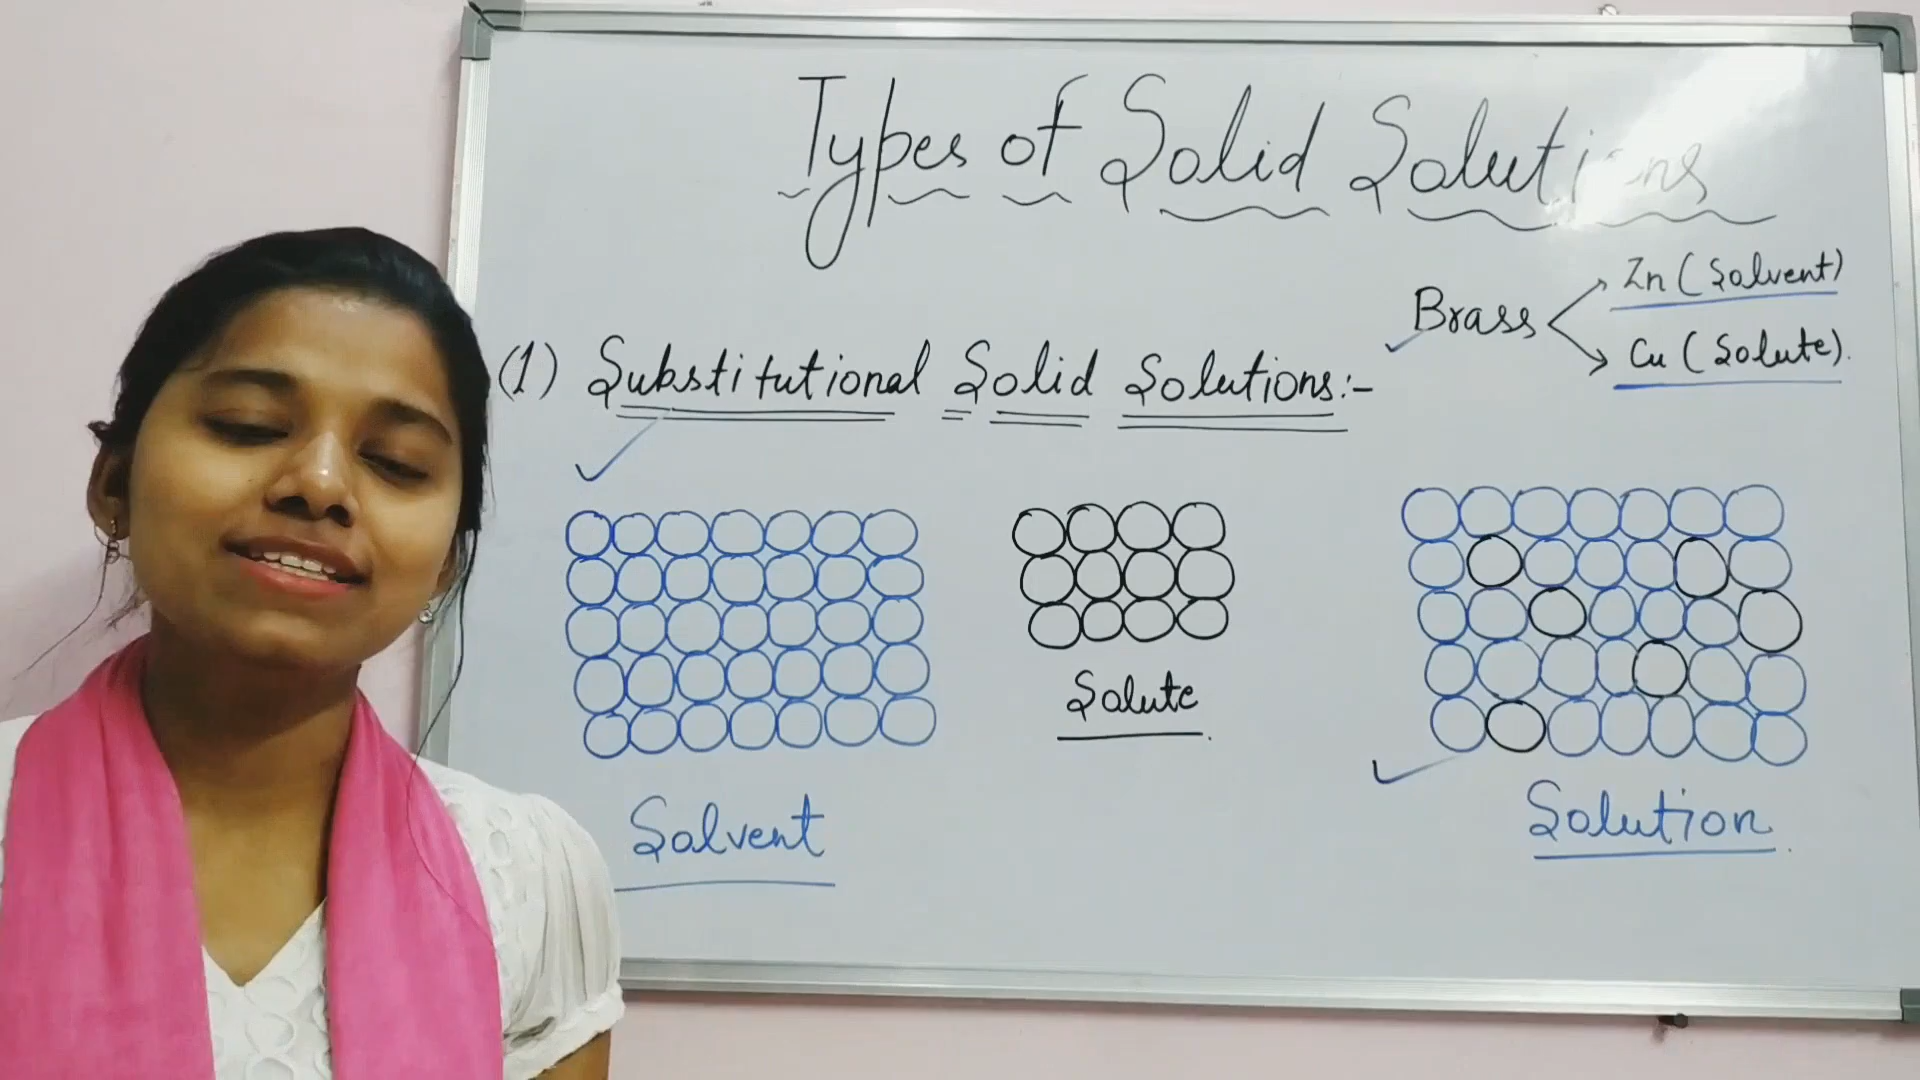 Types of Solid Solutions
Brass
Zn (Solvent)
Cu (Solute).
(1) Substitutional Solid Solutions:-
Solvent
Solute
Solution